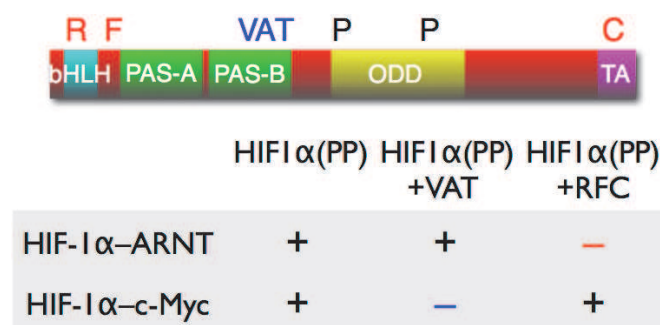 R F VAT P P C
bHLH PAS-A PAS-B ODD TA
HIF1α(PP) HIF1α(PP) HIF1α(PP)
+VAT +RFC
HIF-1α–ARNT + + –
HIF-1α–c-Myc + – +